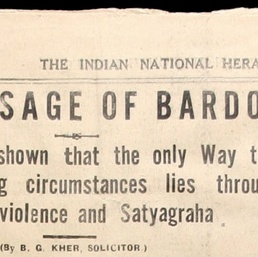 THE INDIAN NATIONAL HERA
SAGE OF BARDO
shown that the only Way t
g circumstances lies throu
violence and Satyagraha
(By B. G. KHER, SOLICITOR)